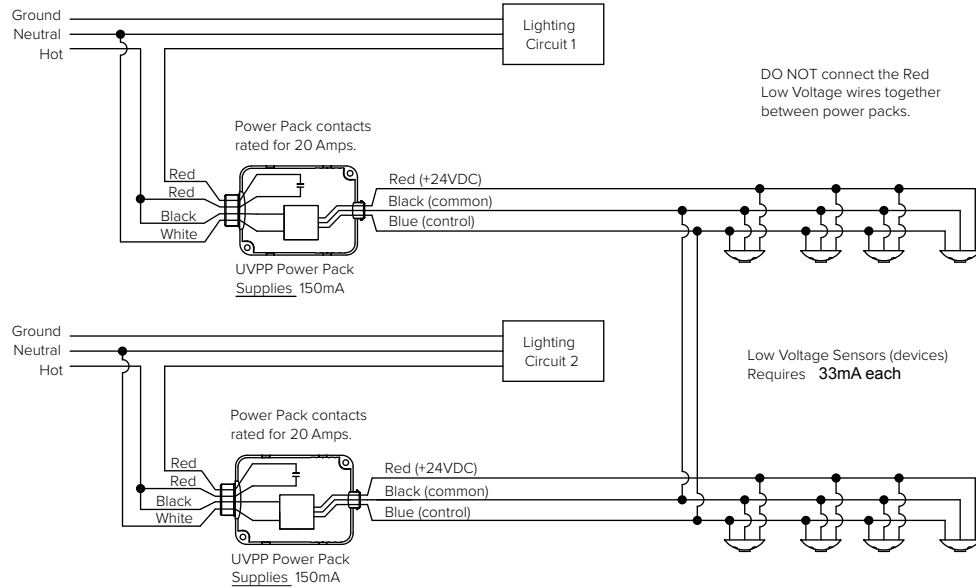 Ground
Neutral
Hot
Lighting
Circuit 1
DO NOT connect the Red
Low Voltage wires together
between power packs.
Power Pack contacts
rated for 20 Amps.
Red
Red
Black
White
Red (+24VDC)
Black (common)
Blue (control)
UVPP Power Pack
Supplies 150mA
Ground
Neutral
Hot
Lighting
Circuit 2
Low Voltage Sensors (devices)
Requires 33mA each
Power Pack contacts
rated for 20 Amps.
Red
Red
Black
White
Red (+24VDC)
Black (common)
Blue (control)
UVPP Power Pack
Supplies 150mA